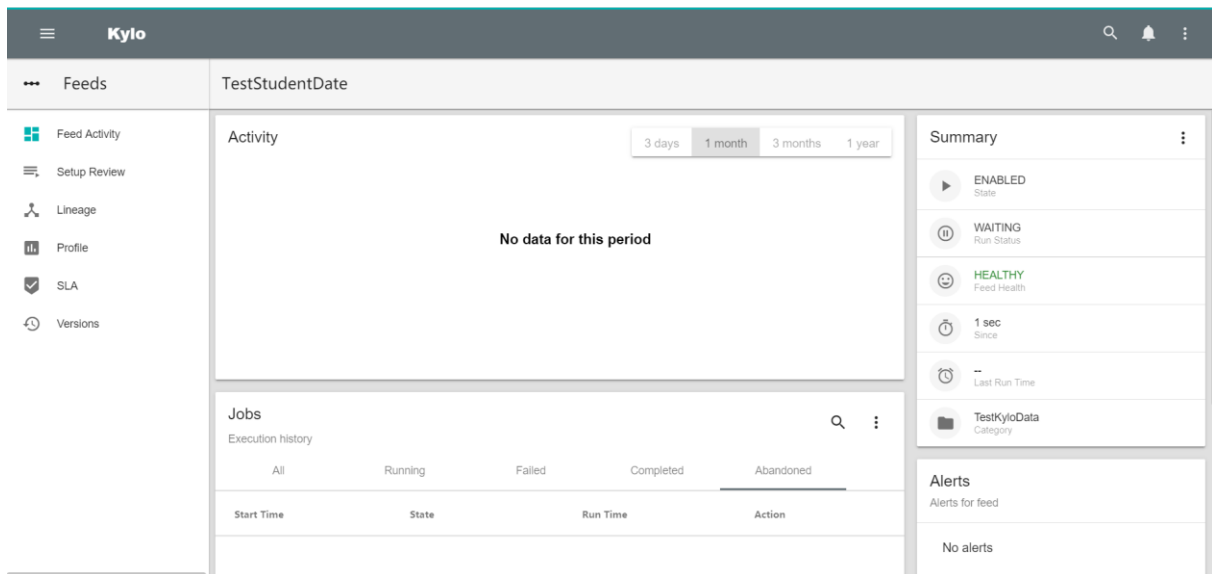 Kylo
Feeds
TestStudentDate
Feed Activity
Setup Review
Lineage
Profile
SLA
Versions
Activity
3 days 1 month 3 months 1 year
No data for this period
Jobs
Execution history
All Running Failed Completed Abandoned
Start Time State Run Time Action
Summary
ENABLED
State
WAITING
Run Status
HEALTHY
Feed Health
1 sec
Since
--
Last Run Time
TestKyloData
Category
Alerts
Alerts for feed
No alerts